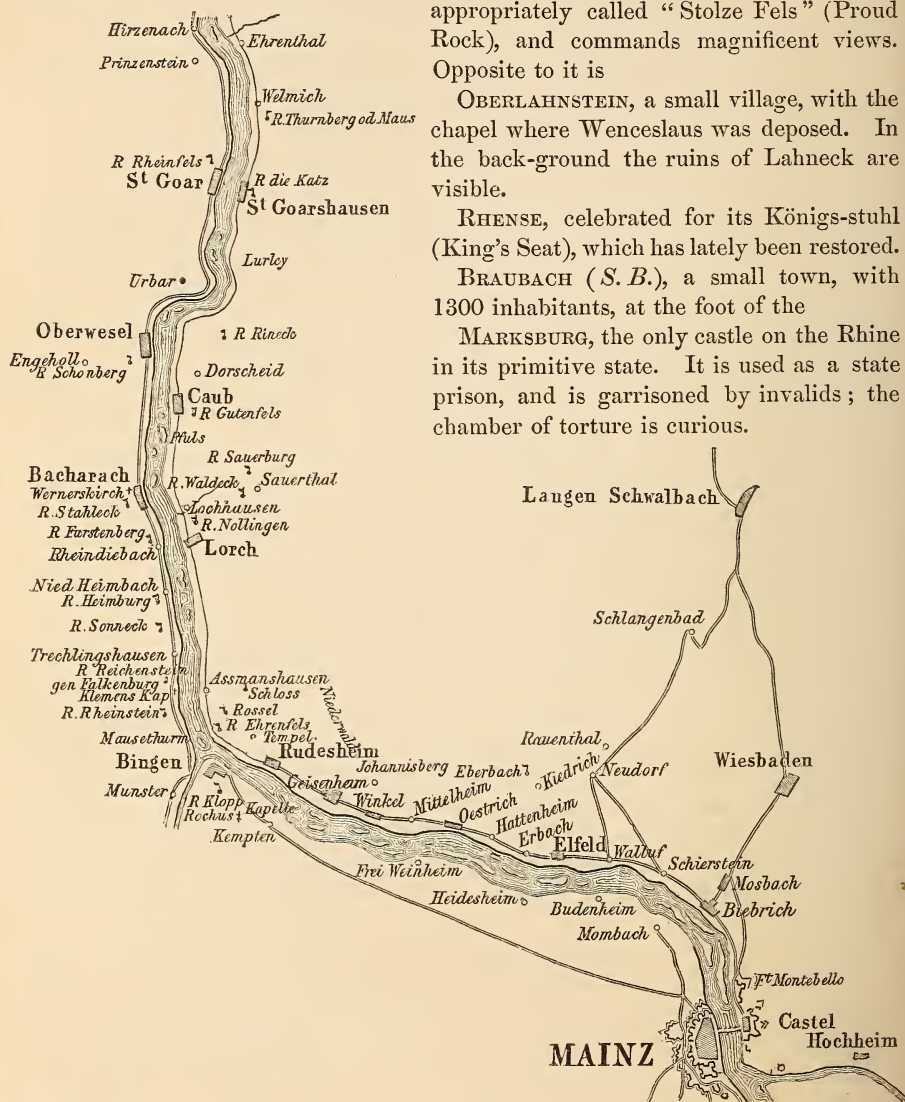 appropriately called “Stolze Fels” (Proud
Rock), and commands magnificent views.
Opposite to it is
OBERLAHNSTEIN, a small village, with the
chapel where Wenceslaus was deposed. In
the back-ground the ruins of Lahneck are
visible.
RHENSE, celebrated for its Königs-stuhl
(King's Seat), which has lately been restored.
BRAUBACH (S. B.), a small town, with
1300 inhabitants, at the foot of the
MARKSBURG, the only castle on the Rhine
in its primitive state. It is used as a state
prison, and is garrisoned by invalids; the
chamber of torture is curious.
Hirzenach
Ehrenthal
Prinzenstein
Welmich
R. Thurnberg od. Maus
R Rheinfels
St Goar
R die Katz
St Goarshausen
Lurley
Urbar
Oberwesel
R Rineck
Engeholl
R Schonberg
Dorscheid
Caub
R Gutenfels
Pfuls
R Sauerburg
Bacharach
R. Waldeck
Sauerthal
Wernerskirch
Lochhausen
R. Stahleck
R. Nollingen
R Furstenberg
Lorch
Rheindiebach
Nied Heimbach
R. Heimburg
R. Sonneck
Trechlingshausen
R Reichenstein
gen Falkenburg
Klemens Kap
R. Rheinstein
Assmanshausen
Schloss
Rossel
R Ehrenfels
Tempel
Niederwald
Mausethurm
Bingen
Rudesheim
Munster
R Klopp
Rochus Kapelle
Kempten
Geisenheim
Johannisberg
Winkel
Mittelheim
Eberbach
Oestrich
Kiedrich
Hattenheim
Erbach
Elfeld
Rauenthal
Neudorf
Walluf
Frei Weinheim
Heidesheim
Budenheim
Mombach
Laugen Schwalbach
Schlangenbad
Wiesbaden
Schierstein
Mosbach
Biebrich
Ft Montebello
Castel
Hochheim
MAINZ